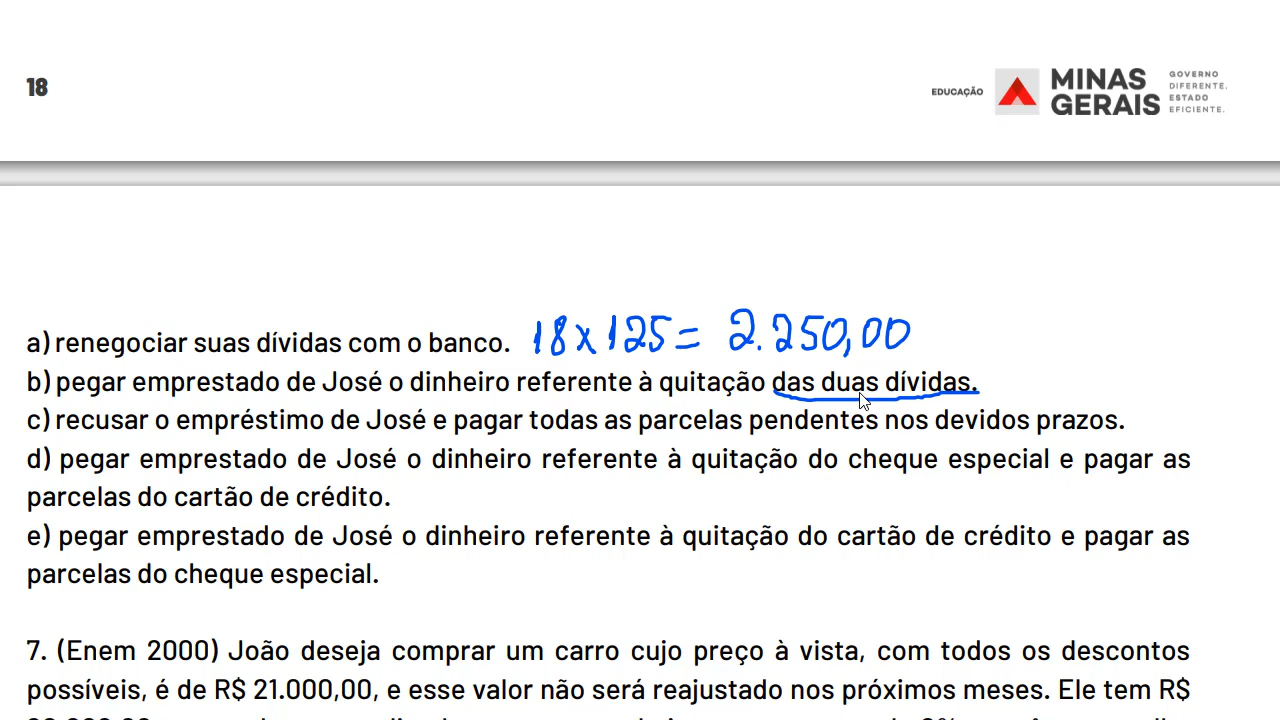 18
EDUCAÇÃO
MINAS
GERAIS
GOVERNO
DIFERENTE.
ESTADO
EFICIENTE.
a) renegociar suas dívidas com o banco. 18x125= 2.250,00
b) pegar emprestado de José o dinheiro referente à quitação das duas dívidas.
c) recusar o empréstimo de José e pagar todas as parcelas pendentes nos devidos prazos.
d) pegar emprestado de José o dinheiro referente à quitação do cheque especial e pagar as
parcelas do cartão de crédito.
e) pegar emprestado de José o dinheiro referente à quitação do cartão de crédito e pagar as
parcelas do cheque especial.
7. (Enem 2000) João deseja comprar um carro cujo preço à vista, com todos os descontos
possíveis, é de R$ 21.000,00, e esse valor não será reajustado nos próximos meses. Ele tem R$